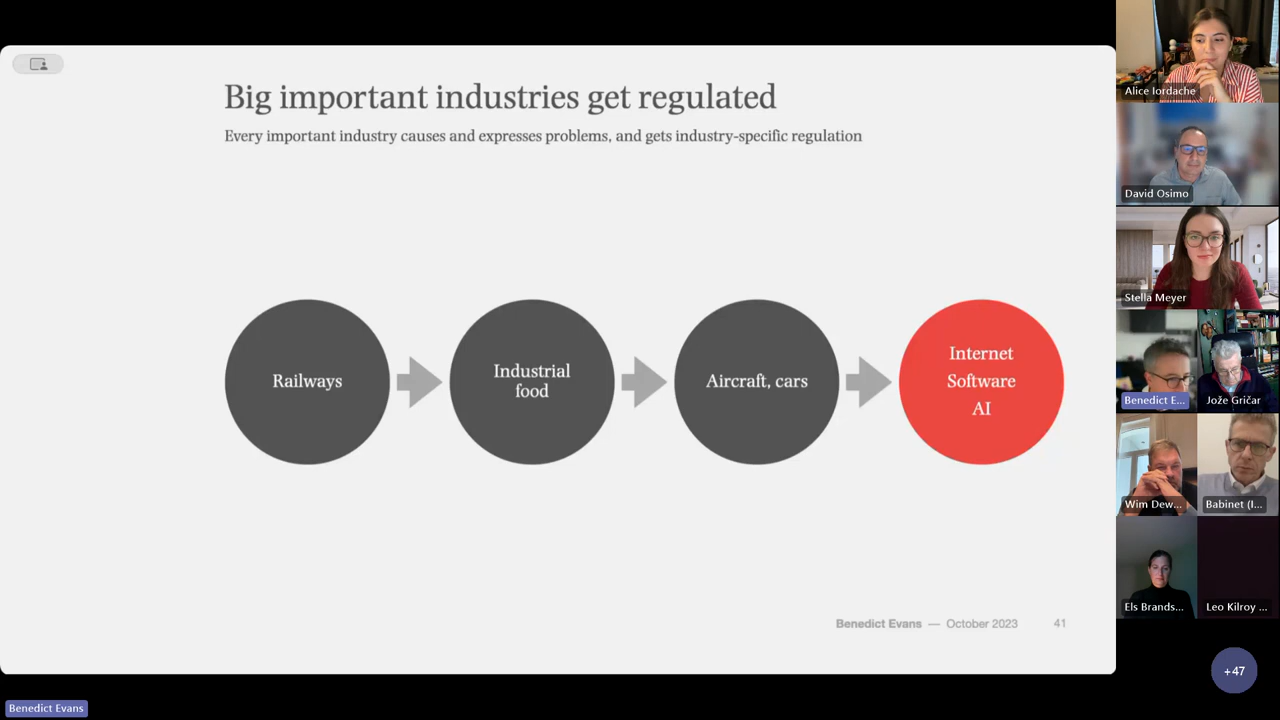 Big important industries get regulated
Every important industry causes and expresses problems, and gets industry-specific regulation
Railways
Industrial
food
Aircraft, cars
Internet
Software
AI
Benedict Evans — October 2023 41
Benedict Evans
Alice Iordache
David Osimo
Stella Meyer
Benedict E...
Jože Gričar
Wim Dew...
Babinet (I...
Els Brands...
Leo Kilroy ...
+47